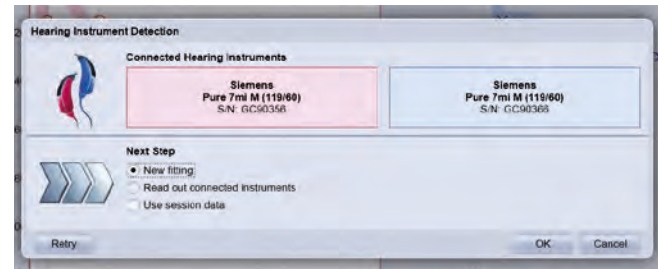 Hearing Instrument Detection
Connected Hearing Instruments
Siemens
Pure 7mi M (119/60)
S/N: GC90356
Siemens
Pure 7mi M (119/60)
S/N: GC90366
Next Step
New fitting
Read out connected instruments
Use session data
Retry
OK
Cancel